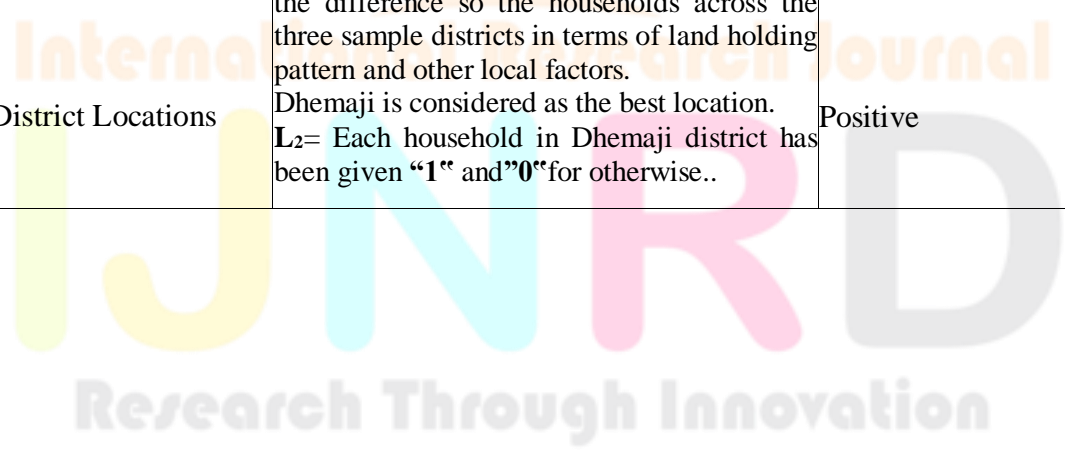 the difference so the households across the
three sample districts in terms of land holding
pattern and other local factors.
Dhemaji is considered as the best location.
L₂= Each household in Dhemaji district has
been given “1‟ and”0‟for otherwise..
District Locations
Positive
International Research Journal
IJNRD
Research Through Innovation